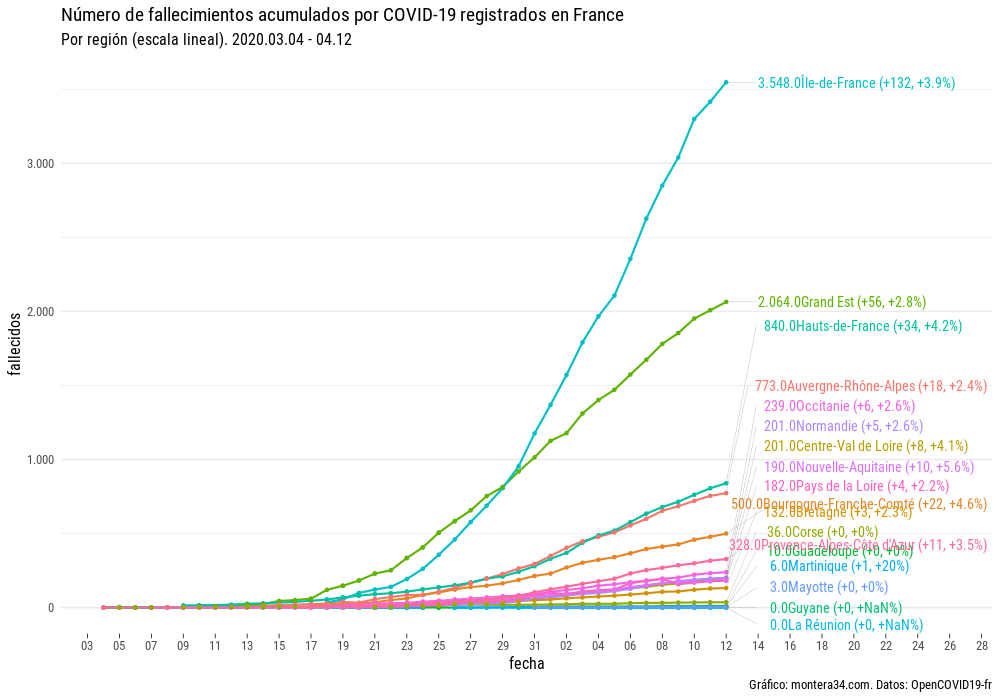 Número de fallecimientos acumulados por COVID-19 registrados en France
Por región (escala lineal). 2020.03.04 - 04.12
3.548.0Île-de-France (+132, +3.9%)
3.000
2.064.0Grand Est (+56, +2.8%)
2.000
840.0Hauts-de-France (+34, +4.2%)
773.0Auvergne-Rhône-Alpes (+18, +2.4%)
239.0Occitanie (+6, +2.6%)
201.0Normandie (+5, +2.6%)
201.0Centre-Val de Loire (+8, +4.1%)
1.000
190.0Nouvelle-Aquitaine (+10, +5.6%)
182.0Pays de la Loire (+4, +2.2%)
500.0Bourgogne-Franche-Comté (+22, +4.6%)
132.0Bretagne (+3, +2.3%)
36.0Corse (+0, +0%)
328.0Provence-Alpes-Côte d'Azur (+11, +3.5%)
10.0Guadeloupe (+0, +0%)
6.0Martinique (+1, +20%)
3.0Mayotte (+0, +0%)
0
0.0Guyane (+0, +NaN%)
0.0La Réunion (+0, +NaN%)
fallecidos
03 05 07 09 11 13 15 17 19 21 23 25 27 29 31 02 04 06 08 10 12 14 16 18 20 22 24 26 28
fecha
Gráfico: montera34.com. Datos: OpenCOVID19-fr